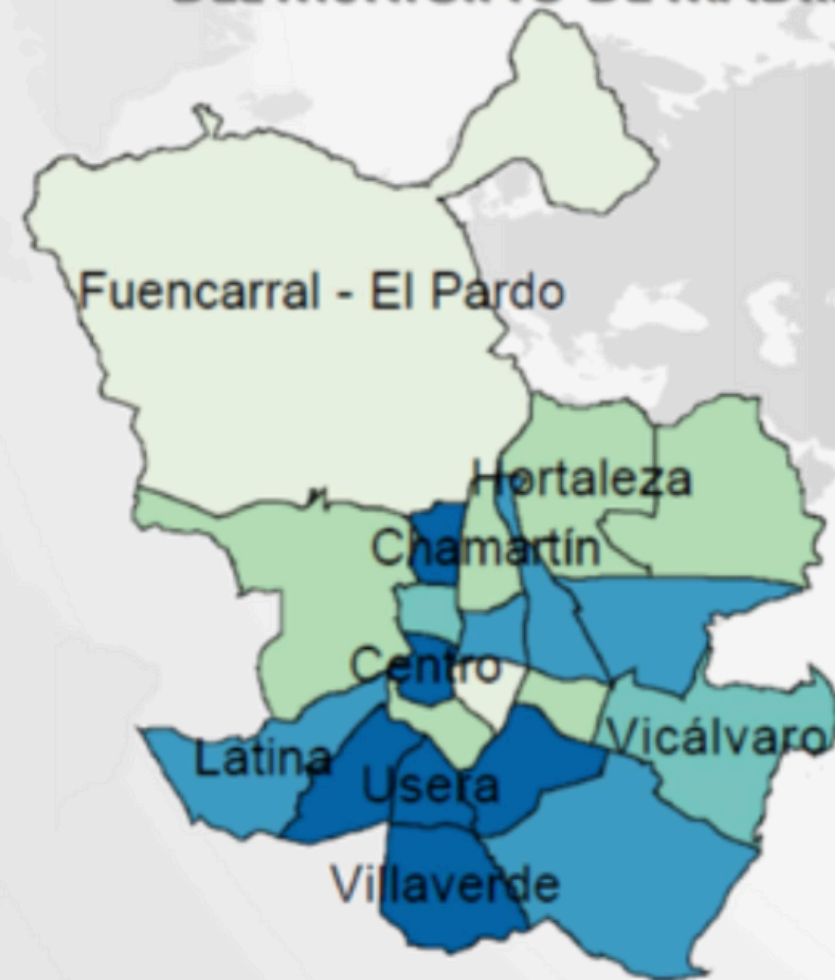 Fuencarral - El Pardo
Hortaleza
Chamartín
Centro
Vicálvaro
Latina
Usera
Villaverde